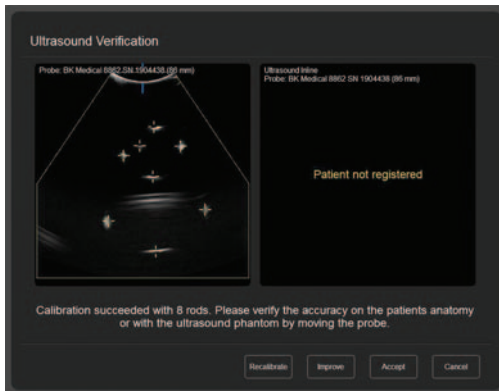 Ultrasound Verification
Probe: BK Medical 8862 SN 1904438 (86 mm)
Ultrasound Inline
Probe: BK Medical 8862 SN 1904438 (86 mm)
Patient not registered
Calibration succeeded with 8 rods. Please verify the accuracy on the patients anatomy
or with the ultrasound phantom by moving the probe.
Recalibrate
Improve
Accept
Cancel